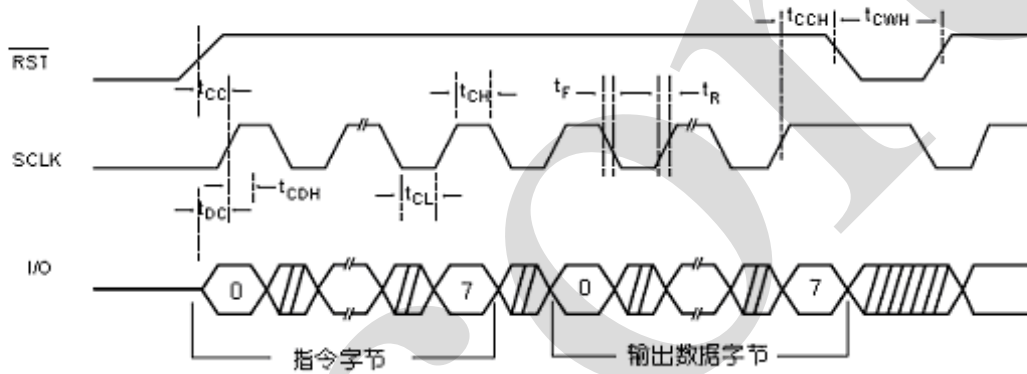 tCCH tCWH
RST
tCC tCH tF tR
SCLK
tCDH
tDC tCL
I/O
0 7 0 7
指令字节 输出数据字节